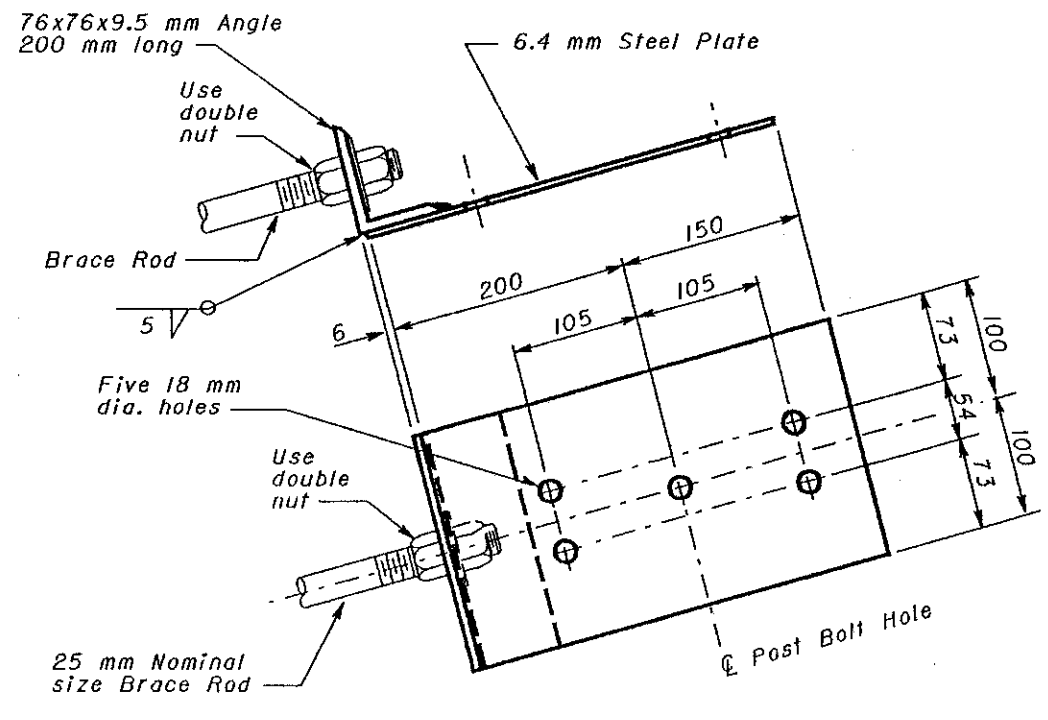 76x76x9.5 mm Angle
200 mm long
6.4 mm Steel Plate
Use
double
nut
Brace Rod
5
150
200
105
105
6
73
100
54
100
73
Five 18 mm
dia. holes
Use
double
nut
25 mm Nominal
size Brace Rod
℄ Post Bolt Hole